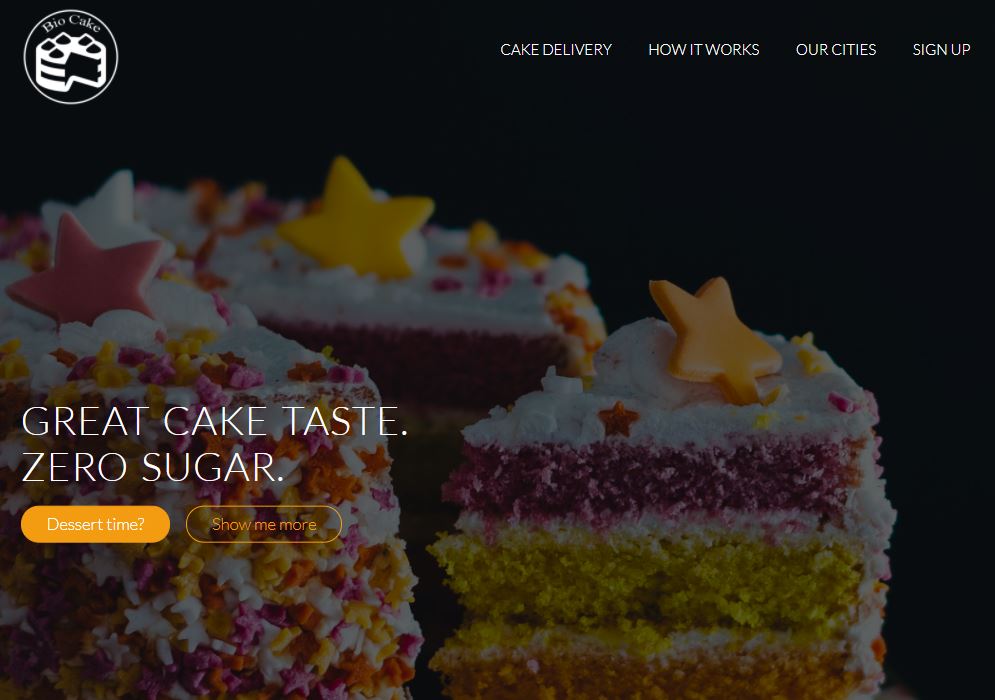 Bio Cake
CAKE DELIVERY HOW IT WORKS OUR CITIES SIGN UP
GREAT CAKE TASTE.
ZERO SUGAR.
Dessert time? Show me more